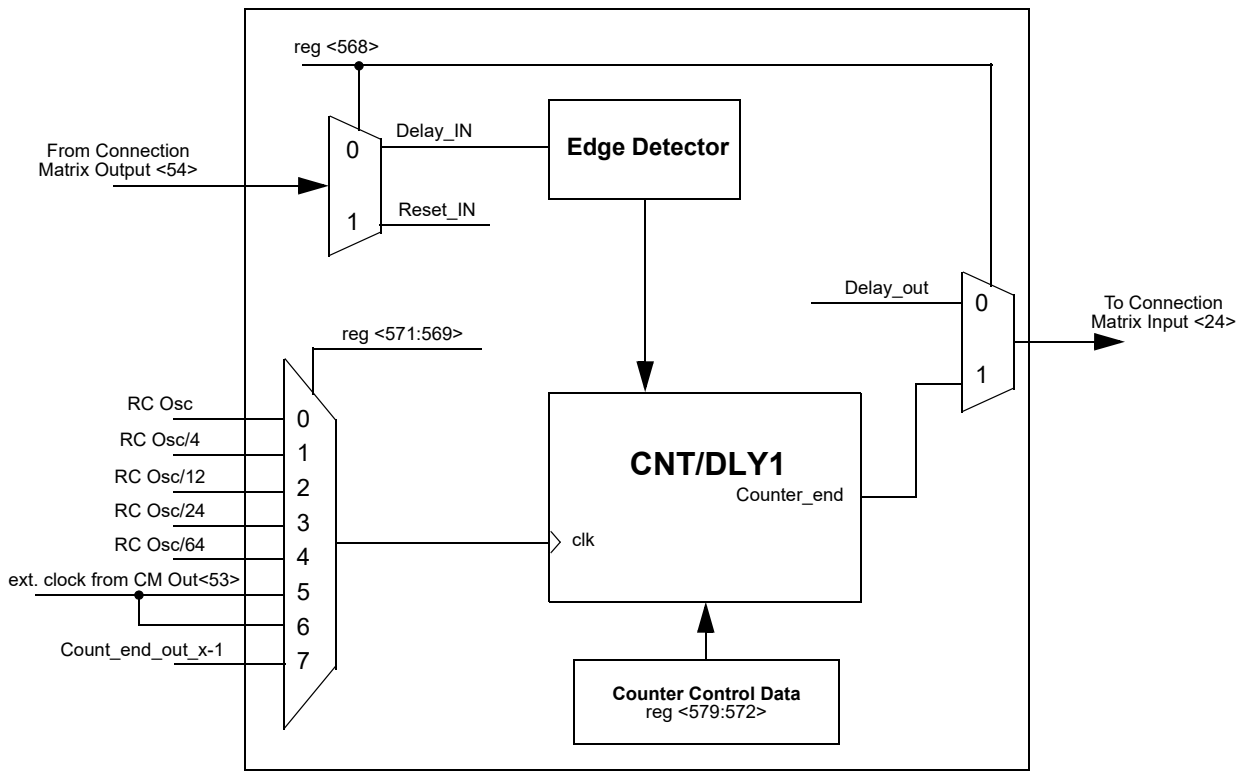 reg <568>
From Connection
Matrix Output <54>
0
1
Delay_IN
Reset_IN
Edge Detector
Delay_out
0
1
To Connection
Matrix Input <24>
reg <571:569>
RC Osc
RC Osc/4
RC Osc/12
RC Osc/24
RC Osc/64
ext. clock from CM Out<53>
Count_end_out_x-1
0
1
2
3
4
5
6
7
CNT/DLY1
Counter_end
clk
Counter Control Data
reg <579:572>